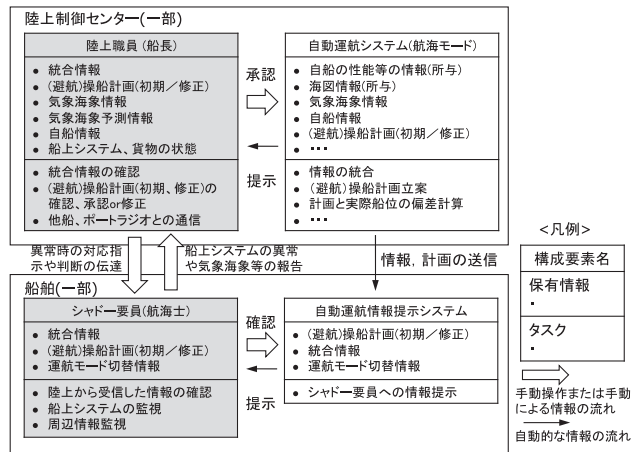 陸上制御センター(一部)
陸上職員(船長)
● 統合情報
● (避航)操船計画(初期／修正)
● 気象海象情報
● 気象海象予測情報
● 自船情報
● 船上システム、貨物の状態
● 統合情報の確認
● (避航)操船計画(初期、修正)の
確認、承認or修正
● 他船、ポートラジオとの通信
承認
提示
自動運航システム(航海モード)
● 自船の性能等の情報(所与)
● 海図情報(所与)
● 気象海象情報
● 自船情報
● (避航)操船計画(初期／修正)
● ・・・
● 情報の統合
● (避航)操船計画立案
● 計画と実際船位の偏差計算
● ・・・
異常時の対応指
示や判断の伝達
船上システムの異常
や気象海象等の報告
情報，計画の送信
船舶(一部)
シャドー要員(航海士)
● 統合情報
● (避航)操船計画(初期／修正)
● 運航モード切替情報
● 陸上から受信した情報の確認
● 船上システムの監視
● 周辺情報監視
確認
提示
自動運航情報提示システム
● (避航)操船計画(初期／修正)
● 統合情報
● 運航モード切替情報
● シャドー要員への情報提示
<凡例>
構成要素名
保有情報
・
タスク
・
手動操作または手動
による情報の流れ
自動的な情報の流れ